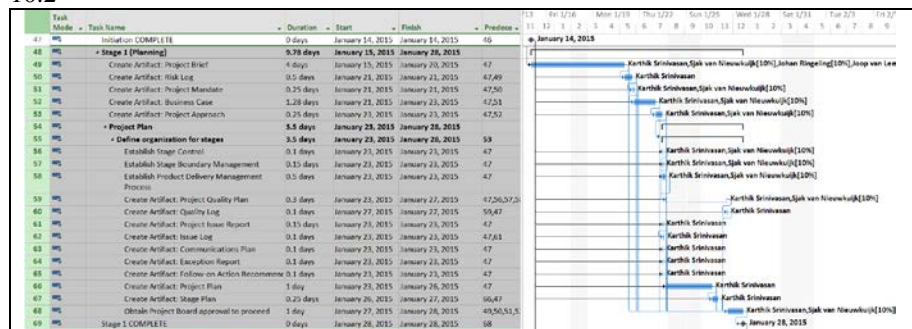 Task Mode Task Name Duration Start Finish Predece
'15 Fri 1/16 Mon 1/19 Thu 1/22 Sun 1/25 Wed 1/28 Sat 1/31 Tue 2/3
47 Initiation COMPLETE 0 days January 14, 2015 January 14, 2015 46 January 14, 2015
48 Stage 1 (Planning) 9.78 days January 15, 2015 January 28, 2015
49 Create Artifact: Project Brief 4 days January 15, 2015 January 20, 2015 47 Karthik Srinivasan,Sjak van Nieuwkuijk[10%],Johan Ringeling[10%],Joop van Lee
50 Create Artifact: Risk Log 0.5 days January 21, 2015 January 21, 2015 47,49 Karthik Srinivasan
51 Create Artifact: Project Mandate 0.25 days January 21, 2015 January 21, 2015 47,50 Karthik Srinivasan,Sjak van Nieuwkuijk[10%]
52 Create Artifact: Business Case 1.28 days January 21, 2015 January 23, 2015 47,51 Karthik Srinivasan,Sjak van Nieuwkuijk[10%]
53 Create Artifact: Project Approach 0.25 days January 23, 2015 January 23, 2015 47,52 Karthik Srinivasan
54 Project Plan 3.5 days January 23, 2015 January 28, 2015
55 Define organization for stages 3.5 days January 23, 2015 January 28, 2015 53
56 Establish Stage Control 0.1 days January 23, 2015 January 23, 2015 47 Karthik Srinivasan,Sjak van Nieuwkuijk[10%]
57 Establish Stage Boundary Management 0.15 days January 23, 2015 January 23, 2015 47 Karthik Srinivasan,Sjak van Nieuwkuijk[10%]
58 Establish Product Delivery Management 0.5 days January 23, 2015 January 23, 2015 47 Karthik Srinivasan,Sjak van Nieuwkuijk[10%]
Process
59 Create Artifact: Project Quality Plan 0.3 days January 23, 2015 January 27, 2015 47,56,57,5 Karthik Srinivasan,Sjak van Nieuwkuijk[10%]
60 Create Artifact: Quality Log 0.1 days January 27, 2015 January 27, 2015 59,47 Karthik Srinivasan
61 Create Artifact: Project Issue Report 0.15 days January 23, 2015 January 23, 2015 47 Karthik Srinivasan
62 Create Artifact: Issue Log 0.1 days January 23, 2015 January 23, 2015 47,61 Karthik Srinivasan
63 Create Artifact: Communications Plan 0.1 days January 23, 2015 January 23, 2015 47 Karthik Srinivasan
64 Create Artifact: Exception Report 0.1 days January 23, 2015 January 23, 2015 47 Karthik Srinivasan
65 Create Artifact: Follow-on Action Recommend 0.1 days January 23, 2015 January 23, 2015 47 Karthik Srinivasan
66 Create Artifact: Project Plan 1 day January 23, 2015 January 26, 2015 47 Karthik Srinivasan
67 Create Artifact: Stage Plan 0.25 days January 26, 2015 January 27, 2015 66,47 Karthik Srinivasan
68 Obtain Project Board approval to proceed 1 day January 27, 2015 January 28, 2015 49,50,51,5 Karthik Srinivasan,Sjak van Nieuwkuijk[10%]
69 Stage 1 COMPLETE 0 days January 28, 2015 January 28, 2015 68 January 28, 2015